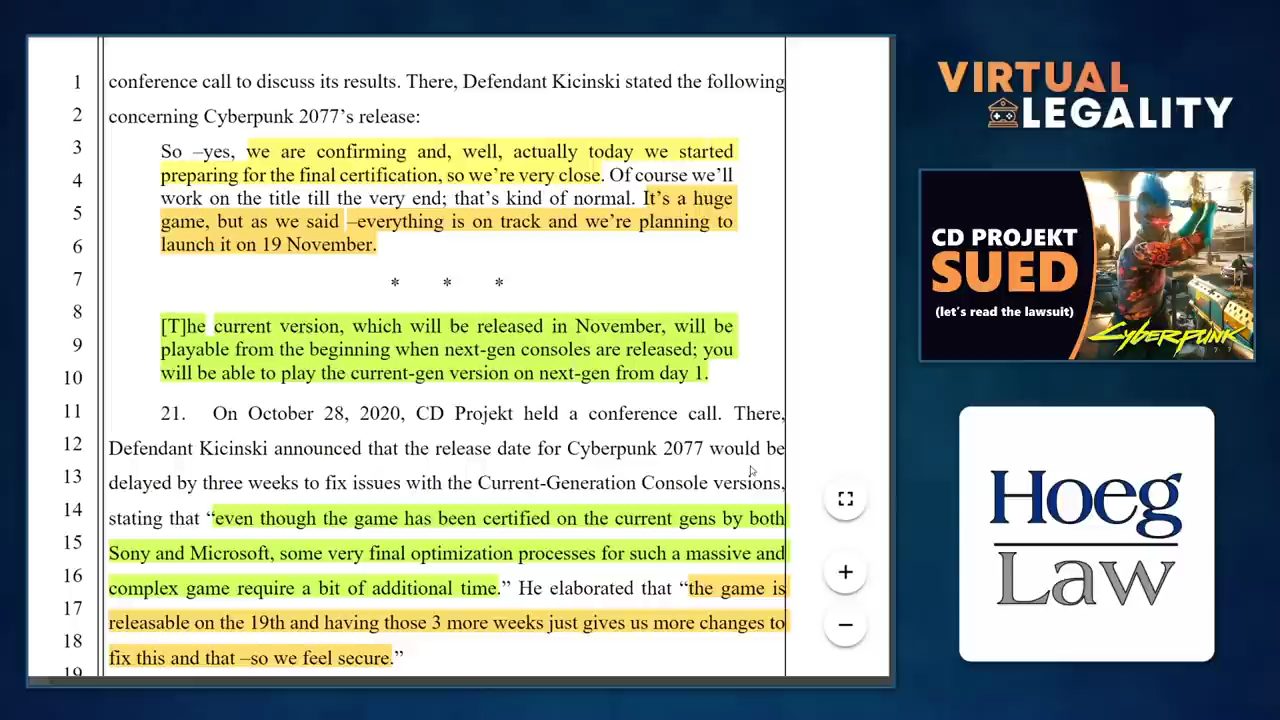 1 conference call to discuss its results. There, Defendant Kicinski stated the following
2 concerning Cyberpunk 2077’s release:
3 So –yes, we are confirming and, well, actually today we started
4 preparing for the final certification, so we’re very close. Of course we’ll
work on the title till the very end; that’s kind of normal. It’s a huge
5 game, but as we said –everything is on track and we’re planning to
6 launch it on 19 November.
7 * * *
8 [T]he current version, which will be released in November, will be
9 playable from the beginning when next-gen consoles are released; you
10 will be able to play the current-gen version on next-gen from day 1.
11 21. On October 28, 2020, CD Projekt held a conference call. There,
12 Defendant Kicinski announced that the release date for Cyberpunk 2077 would be
13 delayed by three weeks to fix issues with the Current-Generation Console versions,
14 stating that “even though the game has been certified on the current gens by both
15 Sony and Microsoft, some very final optimization processes for such a massive and
16 complex game require a bit of additional time.” He elaborated that “the game is
17 releasable on the 19th and having those 3 more weeks just gives us more changes to
18 fix this and that –so we feel secure.”
19
VIRTUAL
LEGALITY
CD PROJEKT
SUED
(let’s read the lawsuit)
CYBERPUNK
Hoeg
Law